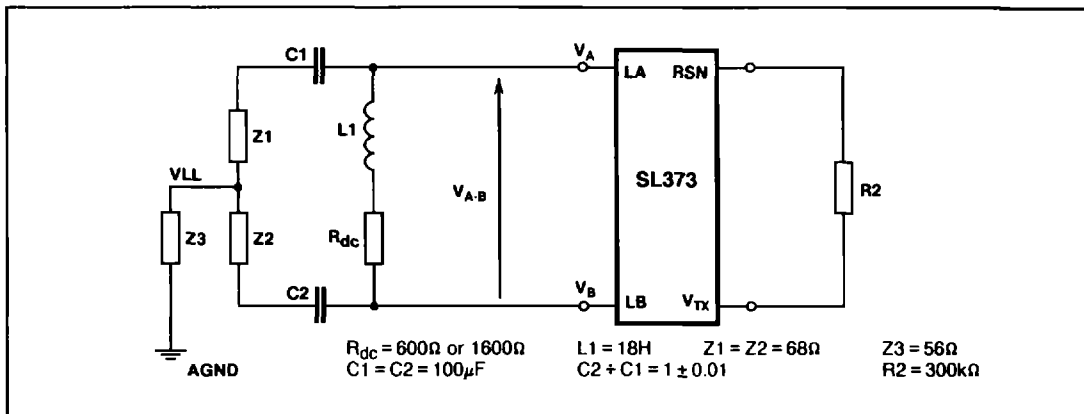 C1
VA
LA
RSN
L1
Z1
VLL
SL373
VA-B
R2
Z3
Z2
Rdc
C2
VB
LB
VTX
AGND
Rdc = 600Ω or 1600Ω
L1 = 18H
Z1 = Z2 = 68Ω
Z3 = 56Ω
C1 = C2 = 100μF
C2 ÷ C1 = 1 ± 0.01
R2 = 300kΩ